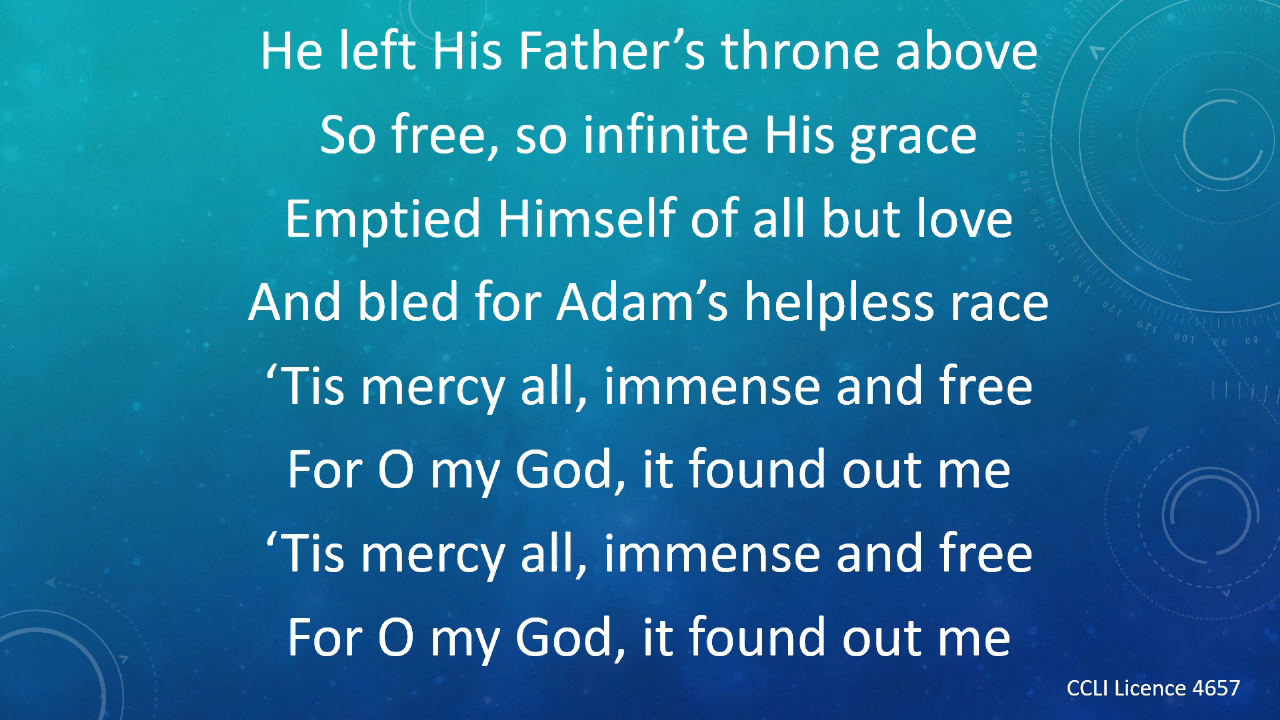 He left His Father’s throne above
So free, so infinite His grace
Emptied Himself of all but love
And bled for Adam’s helpless race
‘Tis mercy all, immense and free
For O my God, it found out me
‘Tis mercy all, immense and free
For O my God, it found out me
CCLI Licence 4657